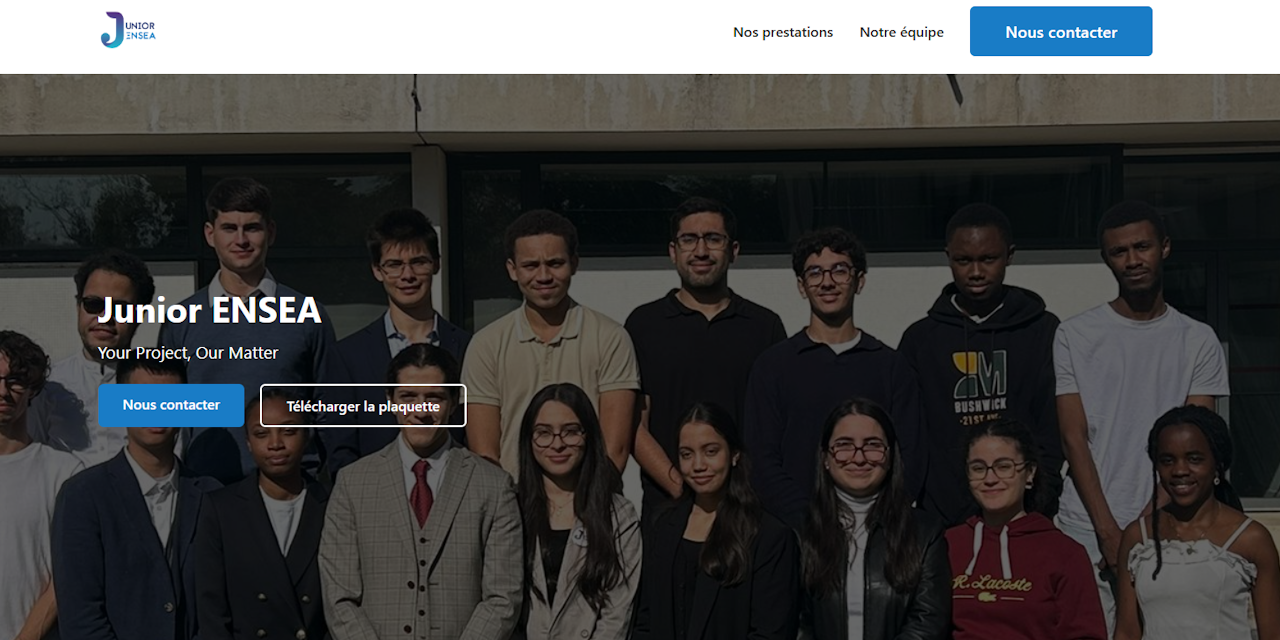 JUNIOR
ENSEA
Nos prestations
Notre équipe
Nous contacter
Junior ENSEA
Your Project, Our Matter
Nous contacter
Télécharger la plaquette
BUSHWICK
R. Lacoste